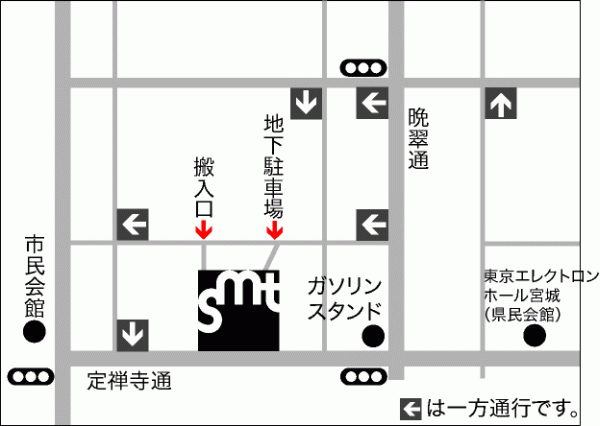 晩翠通
地下駐車場
搬入口
市民会館
smt
ガソリン
スタンド
東京エレクトロン
ホール宮城
（県民会館）
定禅寺通
は一方通行です。